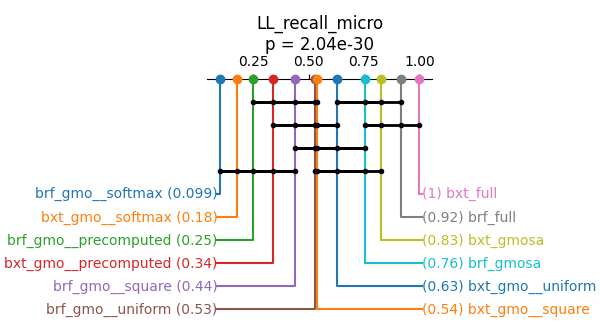 LL_recall_micro
p = 2.04e-30
0.25 0.50 0.75 1.00
brf_gmo__softmax (0.099) (1) bxt_full
bxt_gmo__softmax (0.18) (0.92) brf_full
brf_gmo__precomputed (0.25) (0.83) bxt_gmosa
bxt_gmo__precomputed (0.34) (0.76) brf_gmosa
brf_gmo__square (0.44) (0.63) bxt_gmo__uniform
brf_gmo__uniform (0.53) (0.54) bxt_gmo__square